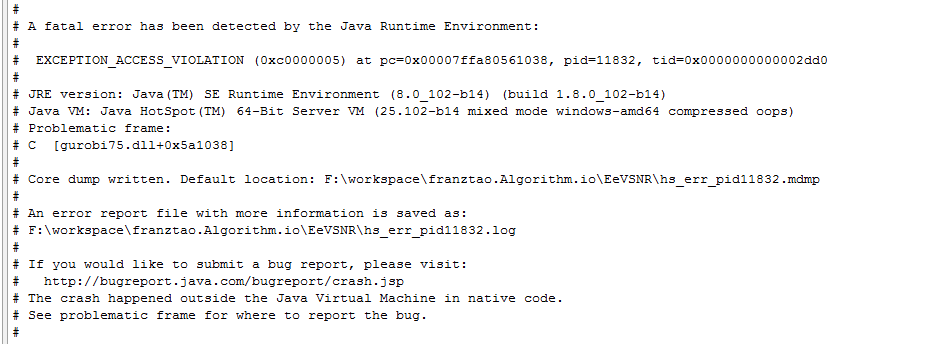 #
# A fatal error has been detected by the Java Runtime Environment:
#
#  EXCEPTION_ACCESS_VIOLATION (0xc0000005) at pc=0x00007ffa80561038, pid=11832, tid=0x0000000000002dd0
#
# JRE version: Java(TM) SE Runtime Environment (8.0_102-b14) (build 1.8.0_102-b14)
# Java VM: Java HotSpot(TM) 64-Bit Server VM (25.102-b14 mixed mode windows-amd64 compressed oops)
# Problematic frame:
# C  [gurobi75.dll+0x5a1038]
#
# Core dump written. Default location: F:\workspace\franztao.Algorithm.io\EeVSNR\hs_err_pid11832.mdmp
#
# An error report file with more information is saved as:
# F:\workspace\franztao.Algorithm.io\EeVSNR\hs_err_pid11832.log
#
# If you would like to submit a bug report, please visit:
#   http://bugreport.java.com/bugreport/crash.jsp
# The crash happened outside the Java Virtual Machine in native code.
# See problematic frame for where to report the bug.
#